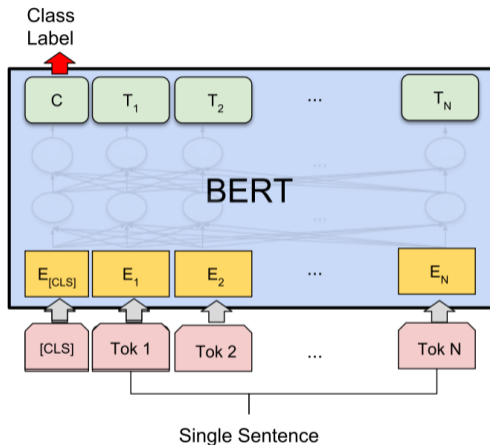 Class
Label
C T1 T2 ... TN
...
BERT
...
E[CLS] E1 E2 ... EN
[CLS] Tok 1 Tok 2 ... Tok N
Single Sentence